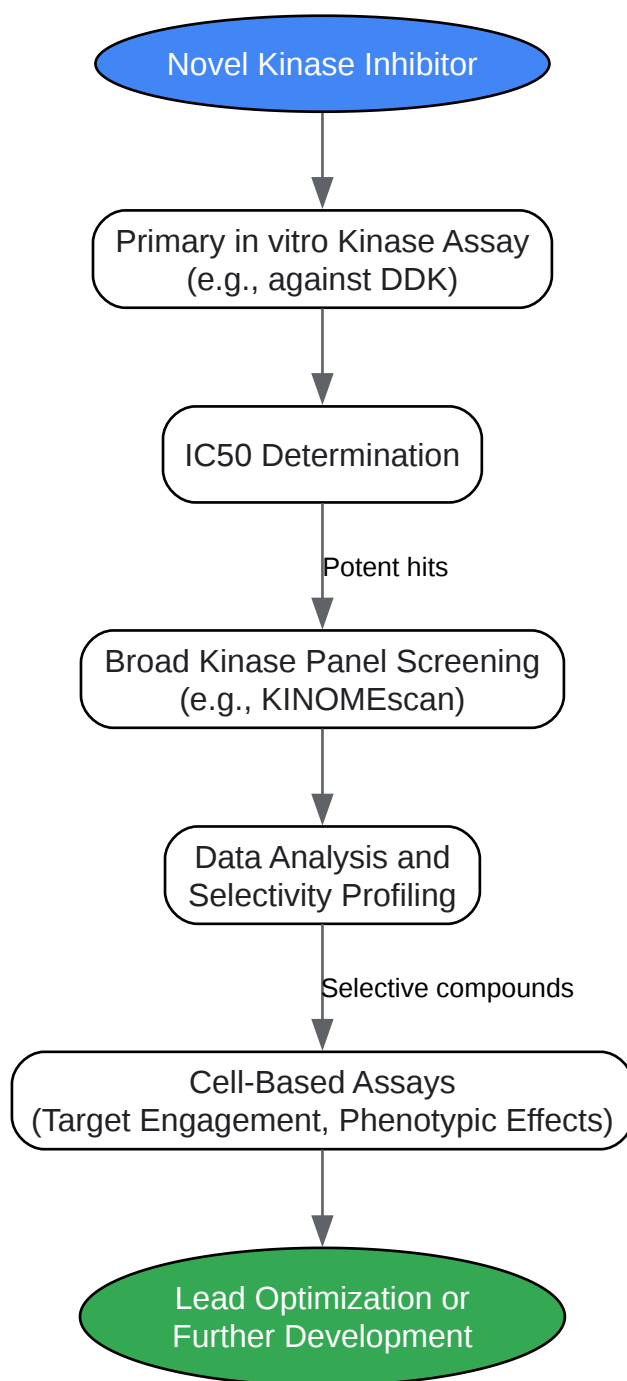 Novel Kinase Inhibitor
Primary in vitro Kinase Assay
(e.g., against DDK)
IC50 Determination
Potent hits
Broad Kinase Panel Screening
(e.g., KINOMEscan)
Data Analysis and
Selectivity Profiling
Selective compounds
Cell-Based Assays
(Target Engagement, Phenotypic Effects)
Lead Optimization or
Further Development